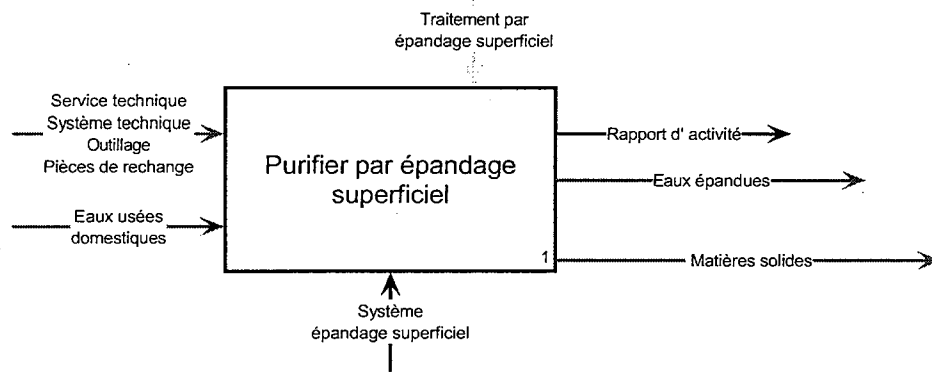 Traitement par
épandage superficiel
Service technique
Système technique
Outillage
Pièces de rechange
Eaux usées
domestiques
Purifier par épandage
superficiel
1
Rapport d' activité
Eaux épandues
Matières solides
Système
épandage superficiel